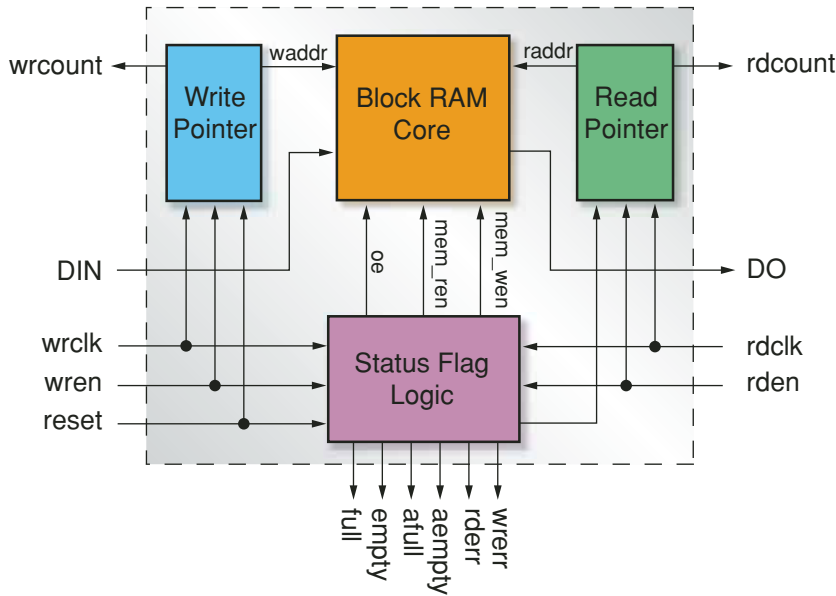 wrcount
waddr
raddr
rdcount
Write
Pointer
Block RAM
Core
Read
Pointer
DIN
oe
mem_ren
mem_wen
DO
wrclk
wren
reset
Status Flag
Logic
rdclk
rden
full
empty
afull
aempty
rderr
wrerr